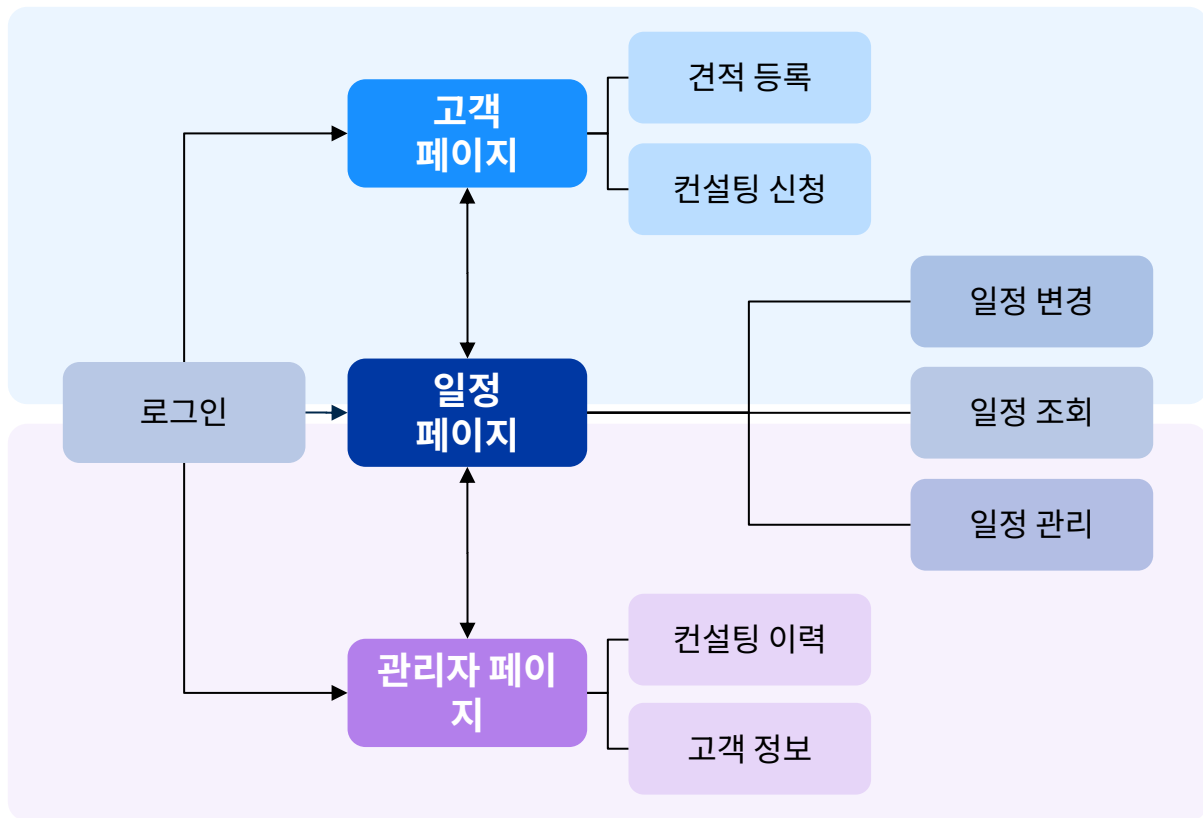 고객
페이지
견적 등록
컨설팅 신청
로그인
일정
페이지
일정 변경
일정 조회
일정 관리
관리자 페이
지
컨설팅 이력
고객 정보